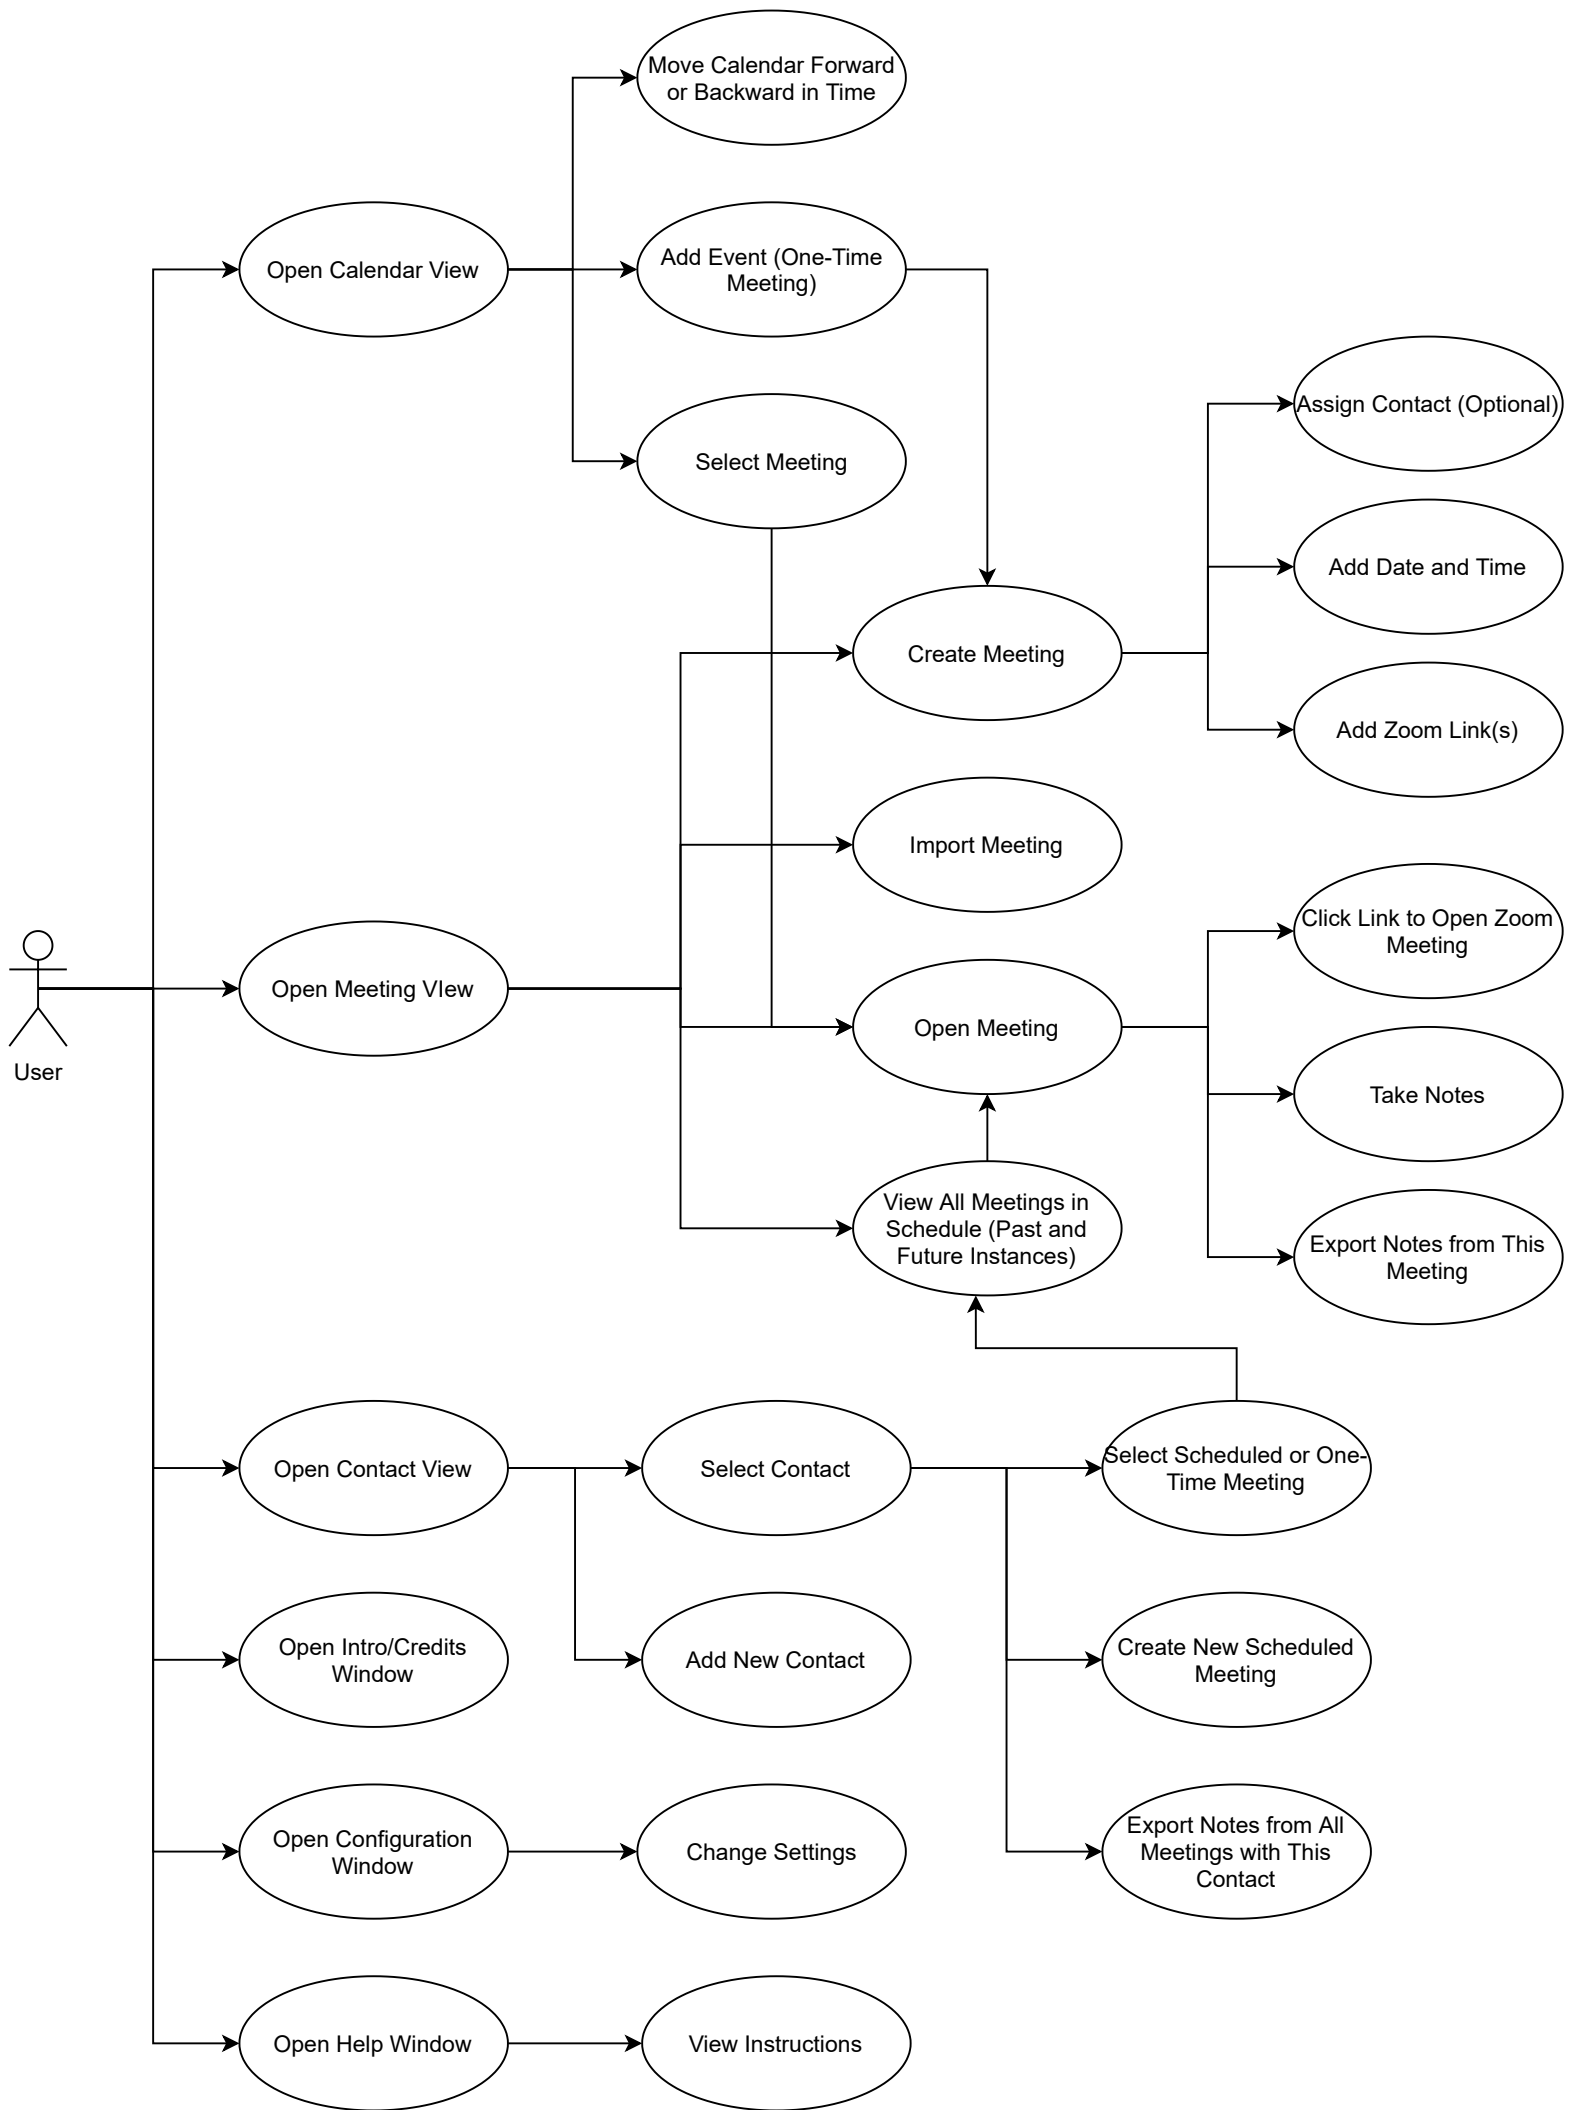 Move Calendar Forward
or Backward in Time
Open Calendar View
Add Event (One-Time
Meeting)
Select Meeting
Assign Contact (Optional)
Add Date and Time
Create Meeting
Add Zoom Link(s)
Import Meeting
Click Link to Open Zoom
Meeting
User
Open Meeting VIew
Open Meeting
Take Notes
View All Meetings in
Schedule (Past and
Future Instances)
Export Notes from This
Meeting
Open Contact View
Select Contact
Select Scheduled or One-
Time Meeting
Open Intro/Credits
Window
Add New Contact
Create New Scheduled
Meeting
Open Configuration
Window
Change Settings
Export Notes from All
Meetings with This
Contact
Open Help Window
View Instructions